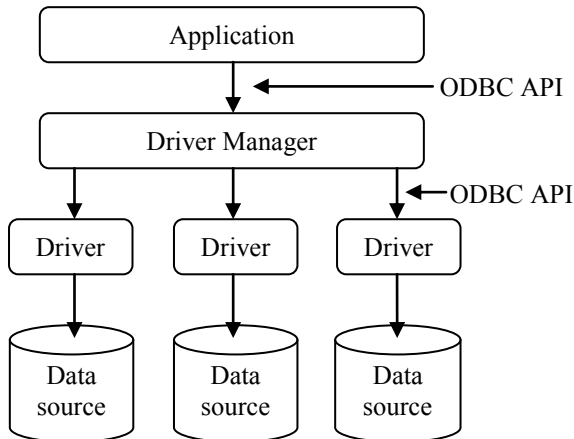 Application
ODBC API
Driver Manager
ODBC API
Driver
Driver
Driver
Data
source
Data
source
Data
source